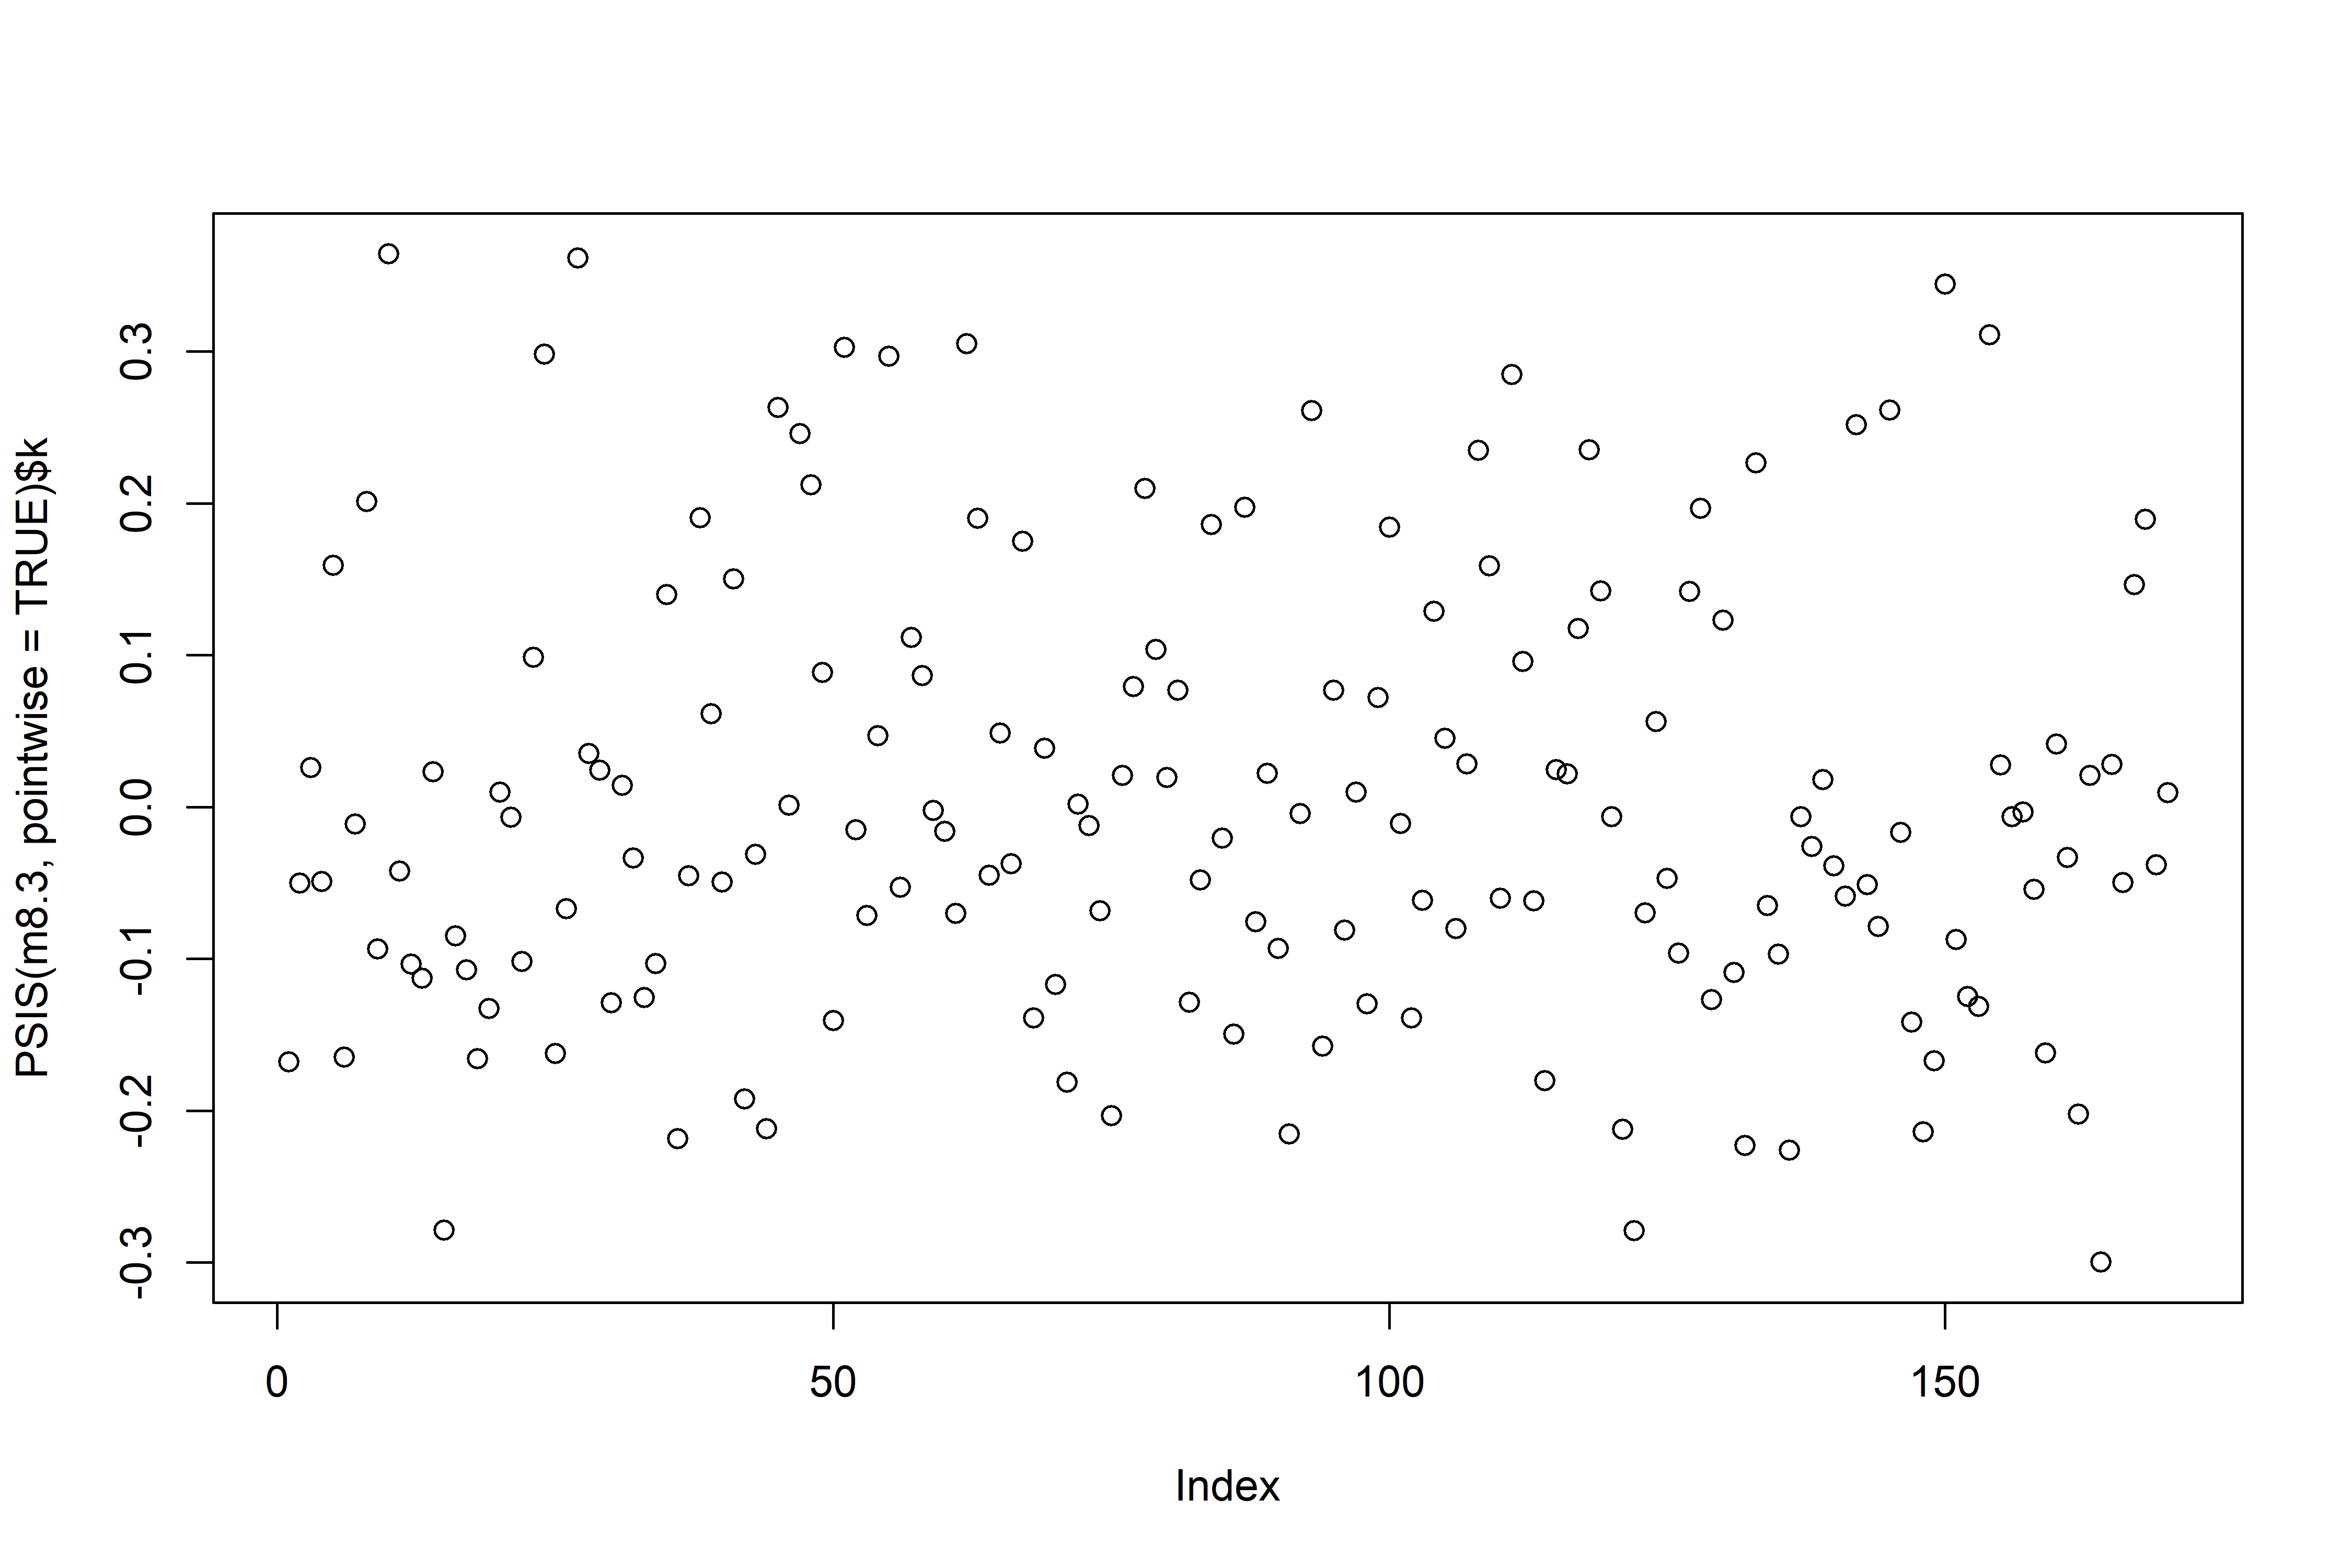 PSIS(m8.3, pointwise = TRUE)$k
0.3
0.2
0.1
0.0
-0.1
-0.2
-0.3
0 50 100 150
Index